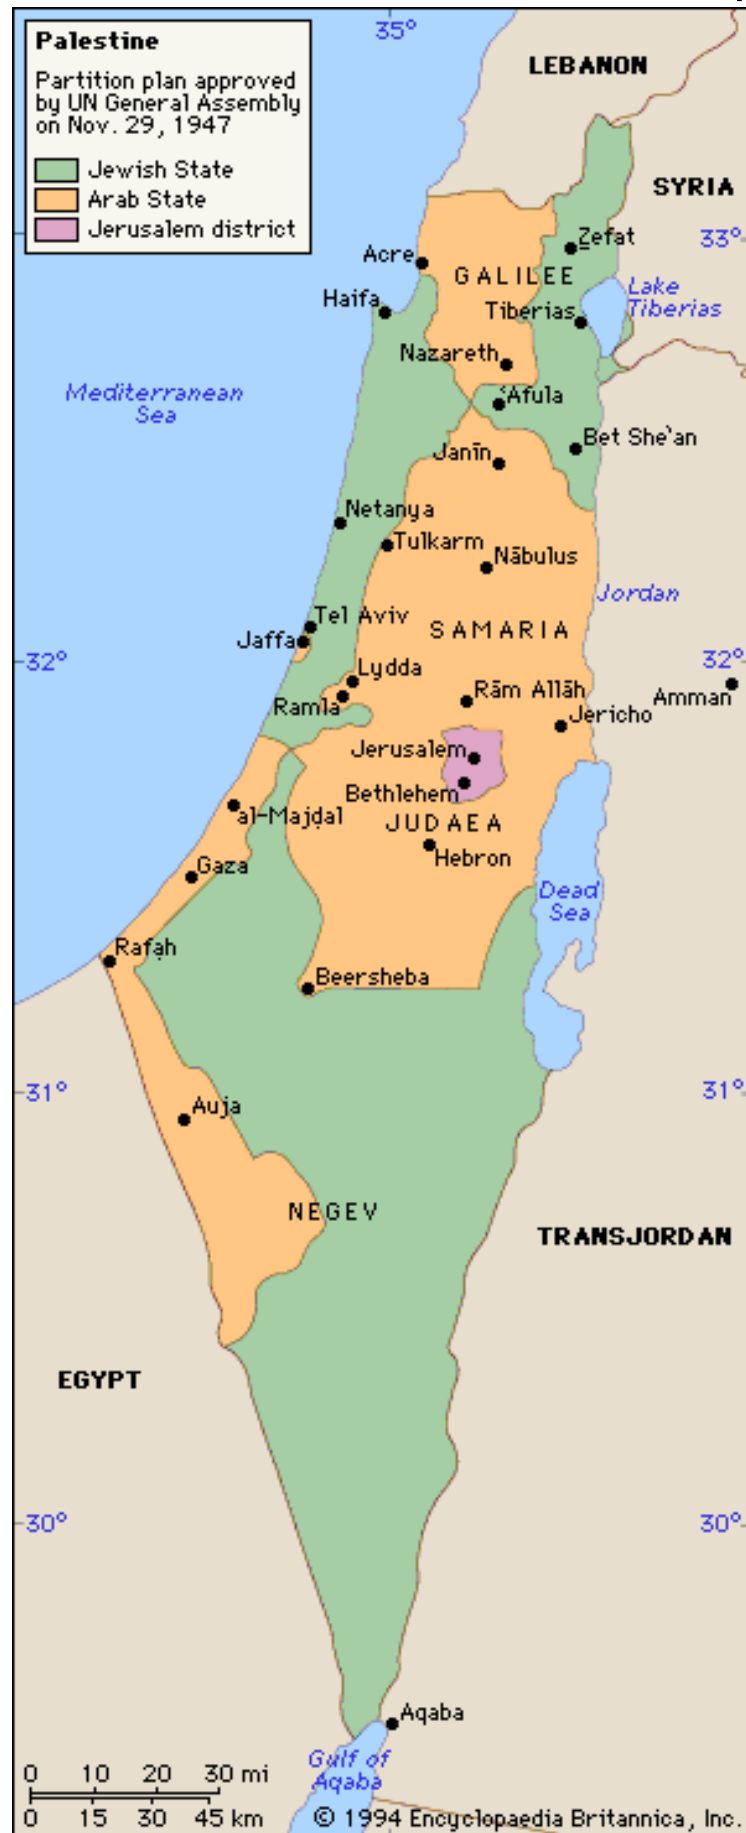 Palestine
Partition plan approved
by UN General Assembly
on Nov. 29, 1947
Jewish State
Arab State
Jerusalem district
35°
LEBANON
SYRIA
33°
Zefat
Acre
GALILEE
Lake
Tiberias
Haifa
Tiberias
Nazareth
Mediterranean
Sea
ʿAfula
Bet Sheʾan
Janīn
Netanya
Tulkarm
Nābulus
Jordan
Tel Aviv
SAMARIA
Jaffa
32°
32°
Lydda
Rām Allāh
Amman
Ramla
Jericho
Jerusalem
Bethlehem
al-Majḍal
JUDAEA
Hebron
Gaza
Dead
Sea
Rafaḥ
Beersheba
31°
31°
Auja
NEGEV
TRANSJORDAN
EGYPT
30°
30°
Aqaba
Gulf of
Aqaba
0 10 20 30 mi
0 15 30 45 km
© 1994 Encyclopaedia Britannica, Inc.